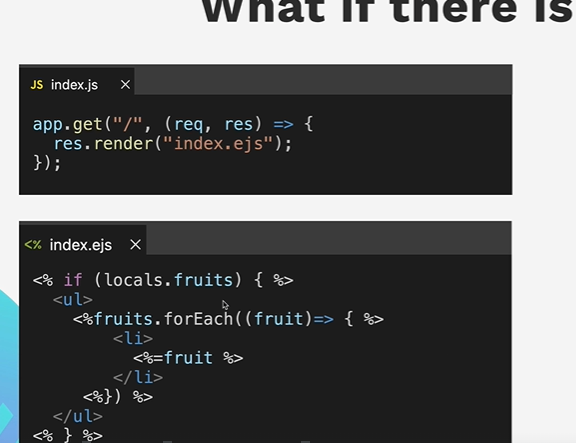 What if there is
JS index.js ×
app.get("/", (req, res) => {
  res.render("index.ejs");
});
<% index.ejs ×
<% if (locals.fruits) { %>
  <ul>
    <%fruits.forEach((fruit)=> { %>
        <li>
          <%=fruit %>
        </li>
     <%}) %>
  </ul>
<% } %>